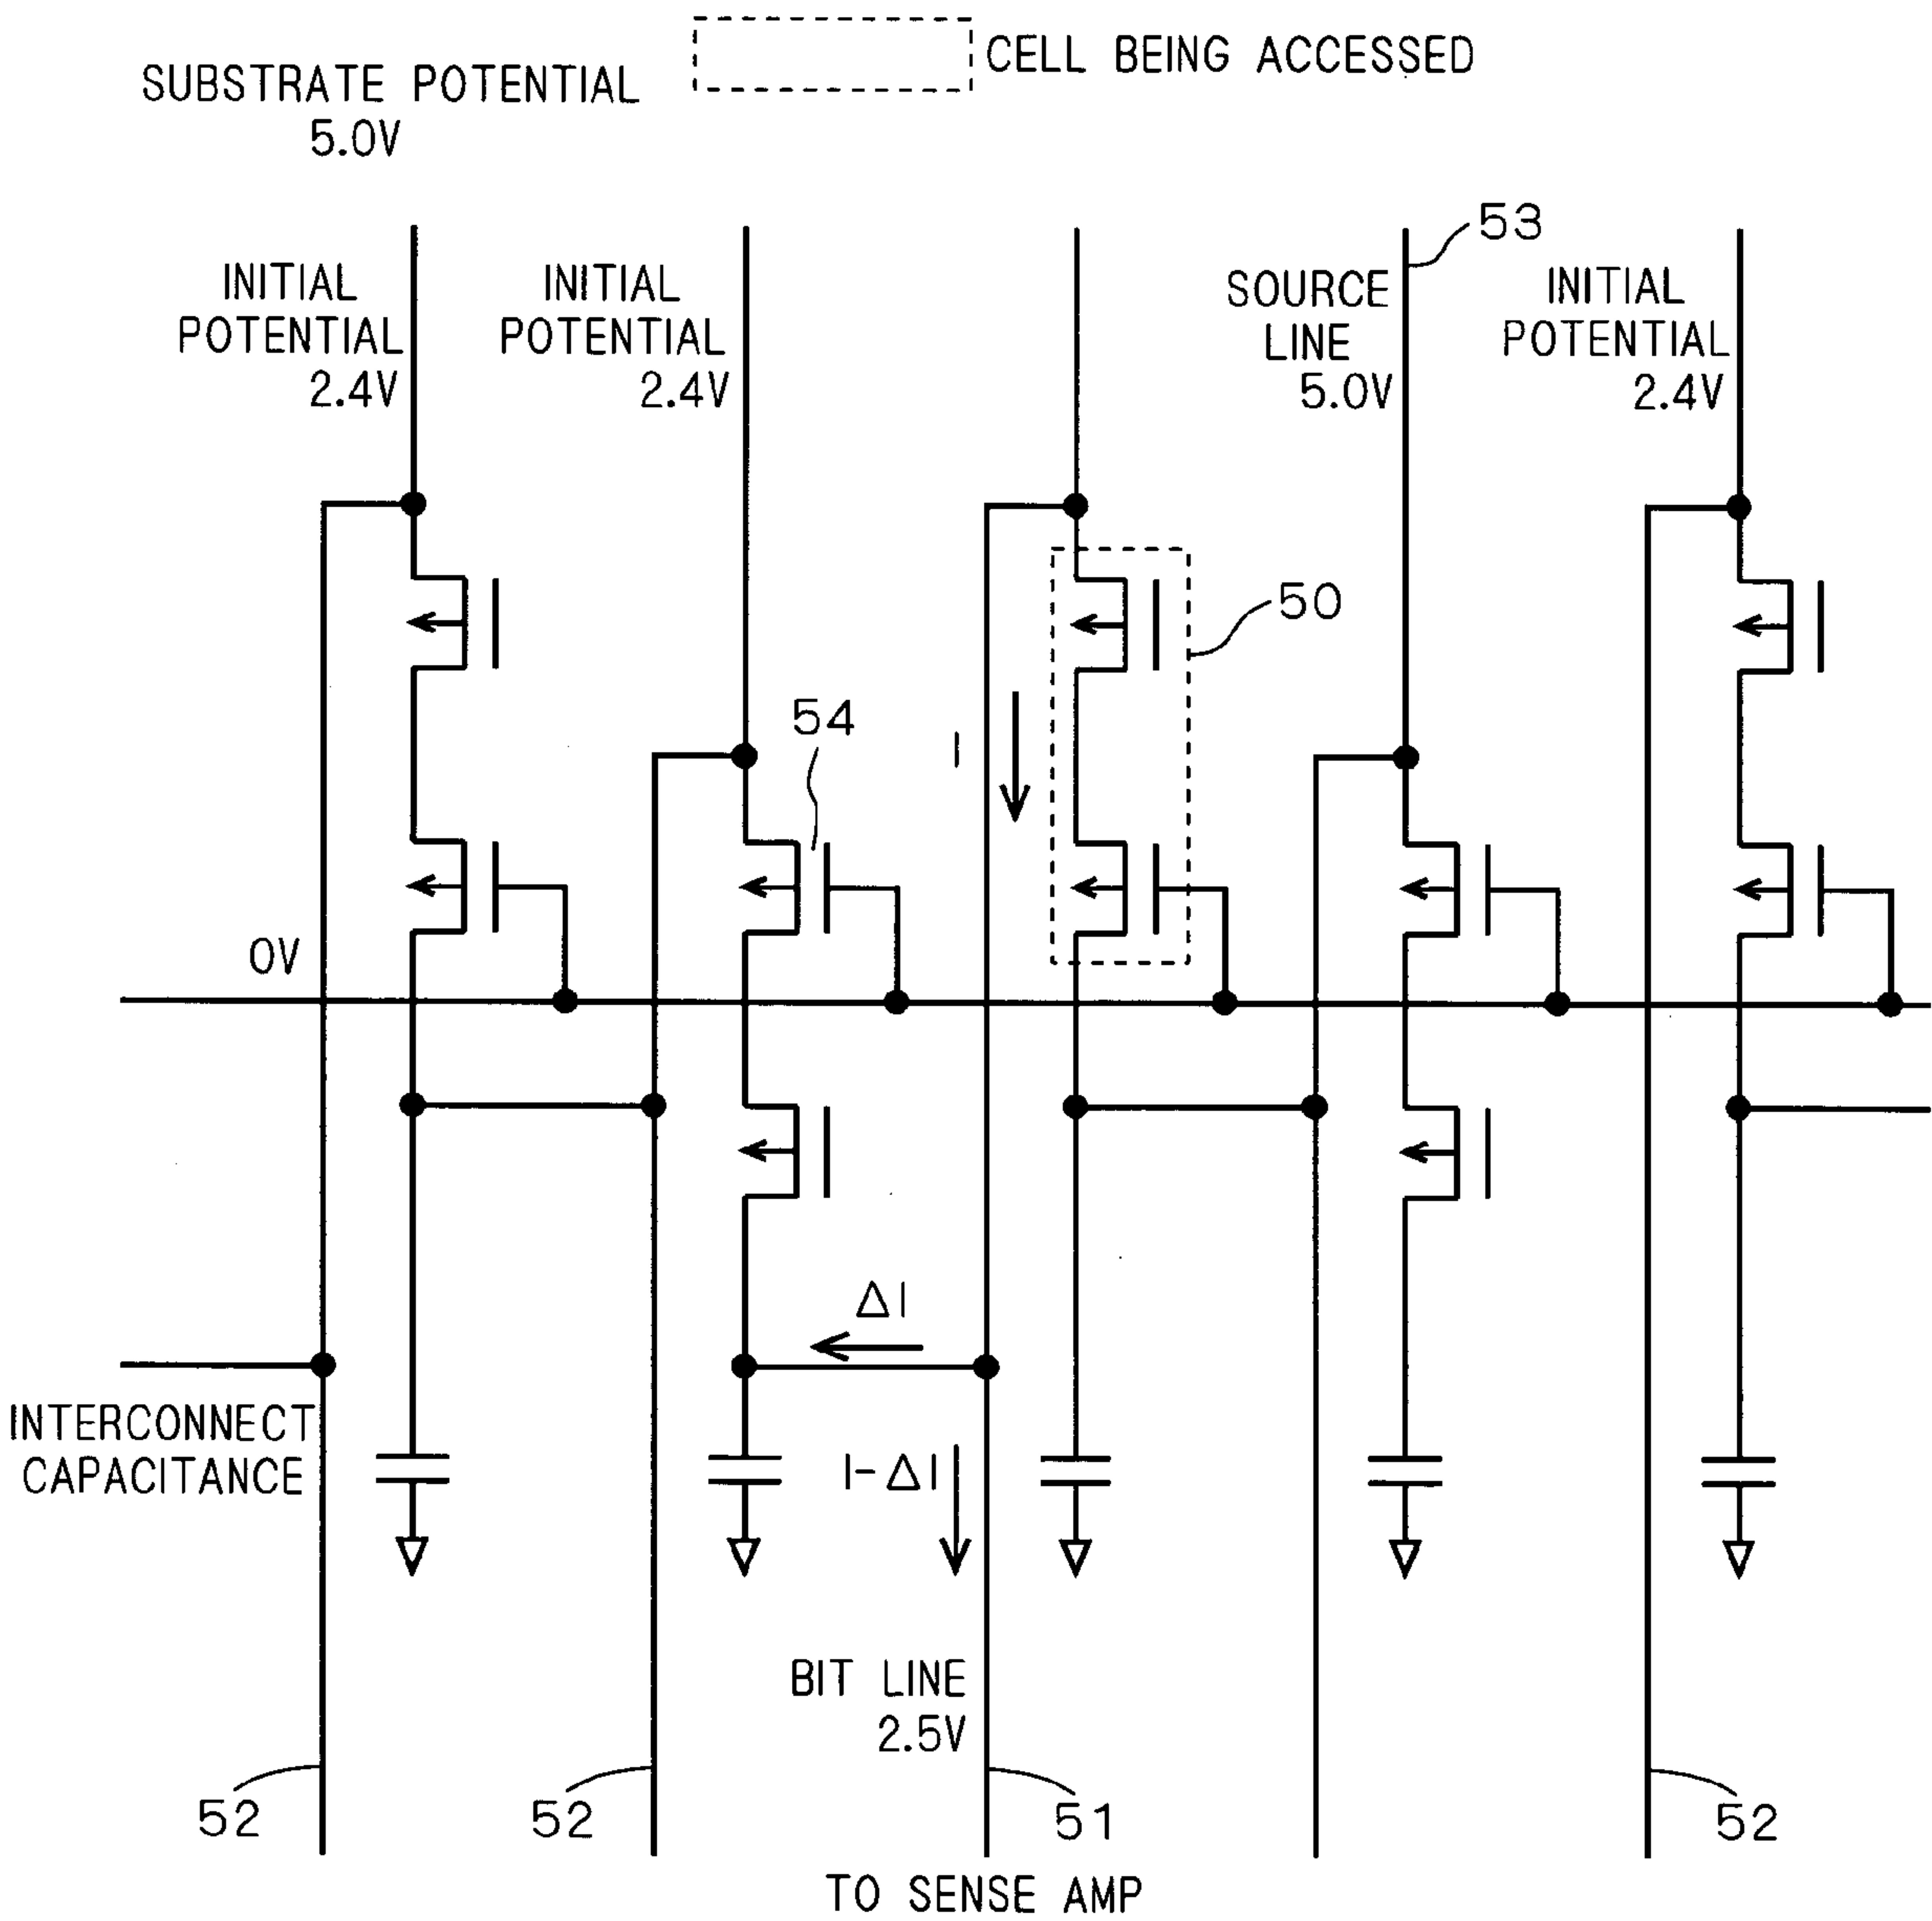 CELL BEING ACCESSED
SUBSTRATE POTENTIAL
5.0V
53
INITIAL
POTENTIAL
2.4V
INITIAL
POTENTIAL
2.4V
SOURCE
LINE
5.0V
INITIAL
POTENTIAL
2.4V
50
54
I
0V
ΔI
INTERCONNECT
CAPACITANCE
I-ΔI
BIT LINE
2.5V
52
52
51
52
TO SENSE AMP